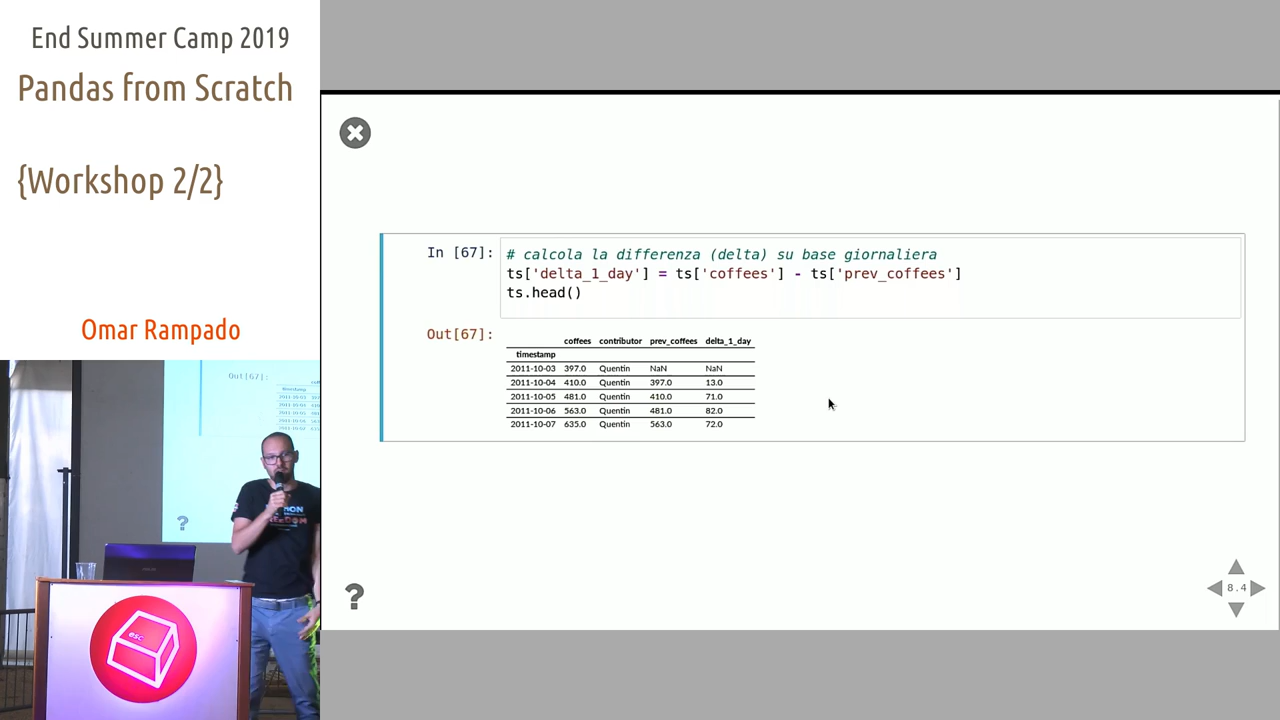 End Summer Camp 2019
Pandas from Scratch
{Workshop 2/2}
Omar Rampado
In [67]:
# calcola la differenza (delta) su base giornaliera
ts['delta_1_day'] = ts['coffees'] - ts['prev_coffees']
ts.head()
Out[67]:
coffees contributor prev_coffees delta_1_day
timestamp
2011-10-03 397.0 Quentin NaN NaN
2011-10-04 410.0 Quentin 397.0 13.0
2011-10-05 481.0 Quentin 410.0 71.0
2011-10-06 563.0 Quentin 481.0 82.0
2011-10-07 635.0 Quentin 563.0 72.0
?
8.4
Out[67]:
?
esc